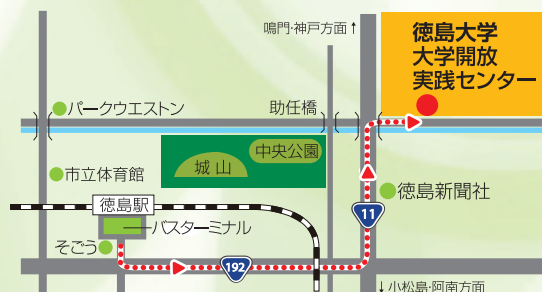 鳴門・神戸方面↑
徳島大学
大学開放
実践センター
パークウエストン
助任橋
中央公園
城山
市立体育館
徳島駅
徳島新聞社
バスターミナル
11
そごう
192
↓小松島・阿南方面